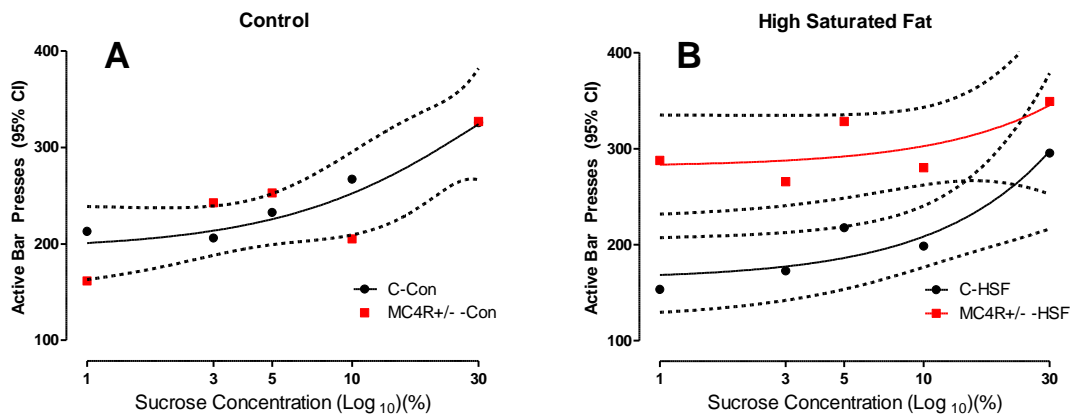 Control
A
Active Bar Presses (95% CI)
400
300
200
100
C-Con
MC4R+/- -Con
1
3
5
10
30
Sucrose Concentration (Log 10)(%)
High Saturated Fat
B
Active Bar Presses (95% CI)
400
300
200
100
C-HSF
MC4R+/- -HSF
1
3
5
10
30
Sucrose Concentration (Log 10)(%)